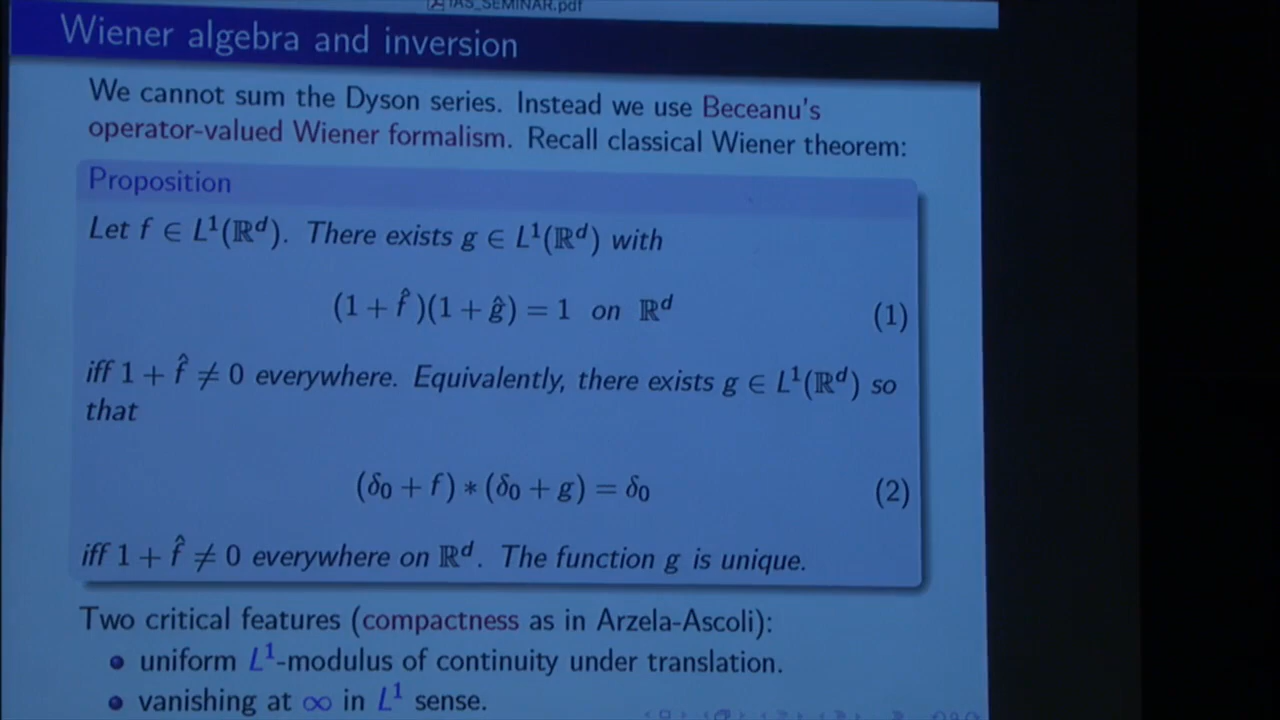 IAS_SEMINAR.pdf
Wiener algebra and inversion
We cannot sum the Dyson series. Instead we use Beceanu's
operator-valued Wiener formalism. Recall classical Wiener theorem:
Proposition
Let f ∈ L¹(ℝᵈ). There exists g ∈ L¹(ℝᵈ) with
(1 + f̂ )(1 + ĝ) = 1 on ℝᵈ (1)
iff 1 + f̂ ≠ 0 everywhere. Equivalently, there exists g ∈ L¹(ℝᵈ) so
that
(δ₀ + f) ∗ (δ₀ + g) = δ₀ (2)
iff 1 + f̂ ≠ 0 everywhere on ℝᵈ. The function g is unique.
Two critical features (compactness as in Arzela-Ascoli):
• uniform L¹-modulus of continuity under translation.
• vanishing at ∞ in L¹ sense.